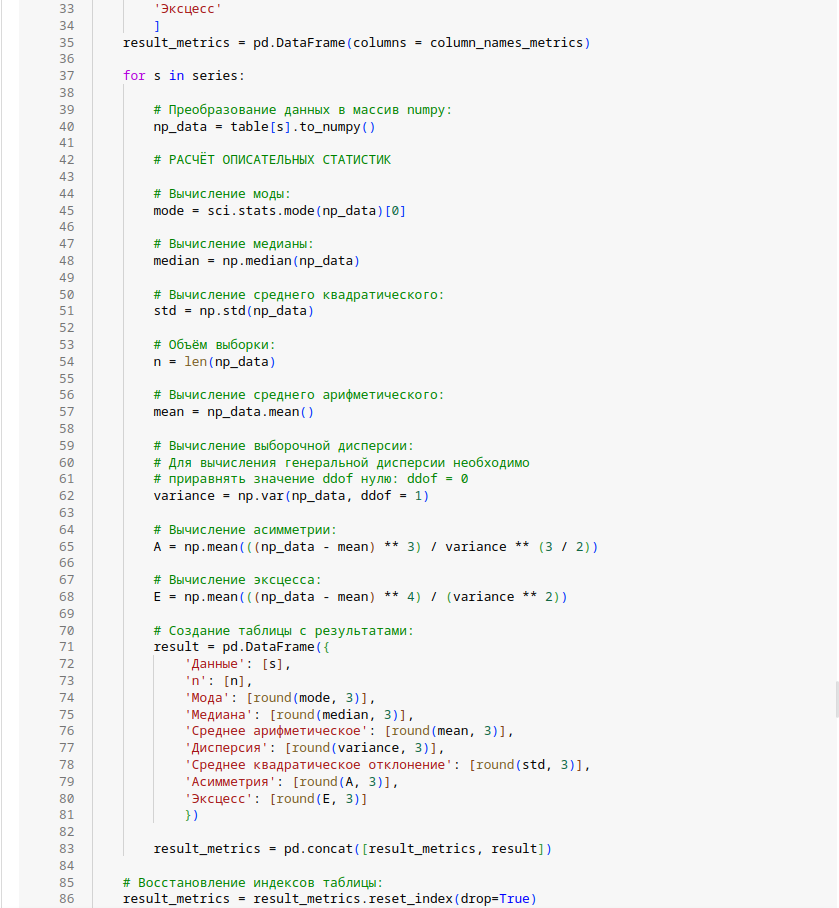 33 'Эксцесс'
34 ]
35 result_metrics = pd.DataFrame(columns = column_names_metrics)
36
37 for s in series:
38
39 # Преобразование данных в массив numpy:
40 np_data = table[s].to_numpy()
41
42 # РАСЧЁТ ОПИСАТЕЛЬНЫХ СТАТИСТИК
43
44 # Вычисление моды:
45 mode = sci.stats.mode(np_data)[0]
46
47 # Вычисление медианы:
48 median = np.median(np_data)
49
50 # Вычисление среднего квадратического:
51 std = np.std(np_data)
52
53 # Объём выборки:
54 n = len(np_data)
55
56 # Вычисление среднего арифметического:
57 mean = np_data.mean()
58
59 # Вычисление выборочной дисперсии:
60 # Для вычисления генеральной дисперсии необходимо
61 # приравнять значение ddof нулю: ddof = 0
62 variance = np.var(np_data, ddof = 1)
63
64 # Вычисление асимметрии:
65 A = np.mean(((np_data - mean) ** 3) / variance ** (3 / 2))
66
67 # Вычисление эксцесса:
68 E = np.mean(((np_data - mean) ** 4) / (variance ** 2))
69
70 # Создание таблицы с результатами:
71 result = pd.DataFrame({
72 'Данные': [s],
73 'n': [n],
74 'Мода': [round(mode, 3)],
75 'Медиана': [round(median, 3)],
76 'Среднее арифметическое': [round(mean, 3)],
77 'Дисперсия': [round(variance, 3)],
78 'Среднее квадратическое отклонение': [round(std, 3)],
79 'Асимметрия': [round(A, 3)],
80 'Эксцесс': [round(E, 3)]
81 })
82
83 result_metrics = pd.concat([result_metrics, result])
84
85 # Восстановление индексов таблицы:
86 result_metrics = result_metrics.reset_index(drop=True)